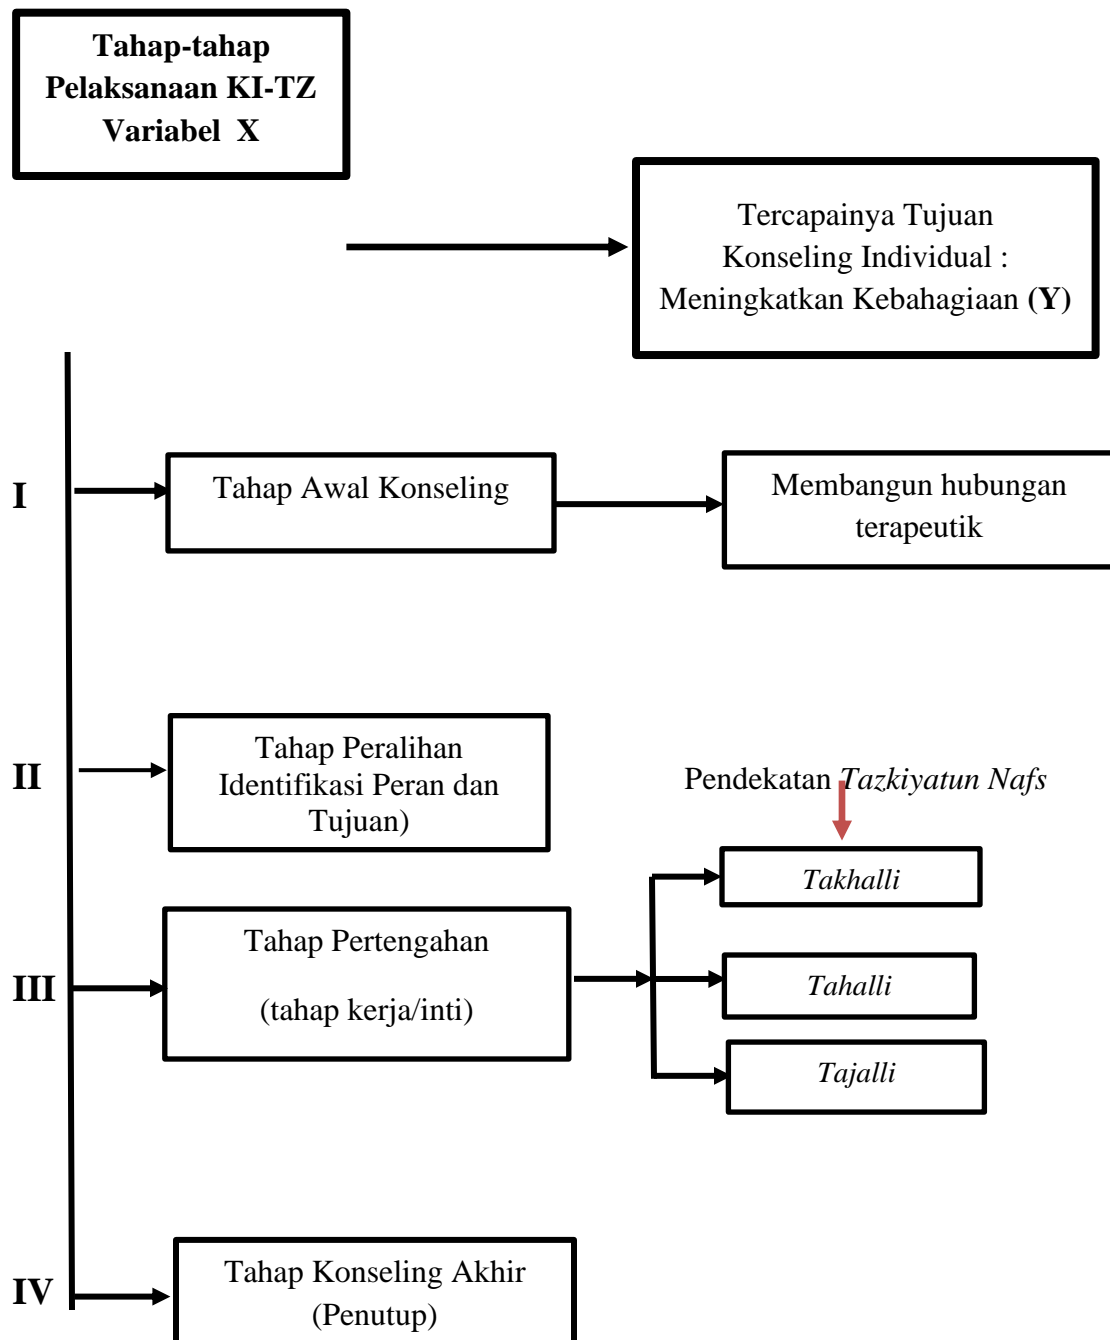 Tahap-tahap
Pelaksanaan KI-TZ
Variabel X
Tercapainya Tujuan
Konseling Individual :
Meningkatkan Kebahagiaan (Y)
I
Tahap Awal Konseling
Membangun hubungan
terapeutik
II
Tahap Peralihan
Identifikasi Peran dan
Tujuan)
Pendekatan Tazkiyatun Nafs
Takhalli
III
Tahap Pertengahan
(tahap kerja/inti)
Tahalli
Tajalli
IV
Tahap Konseling Akhir
(Penutup)